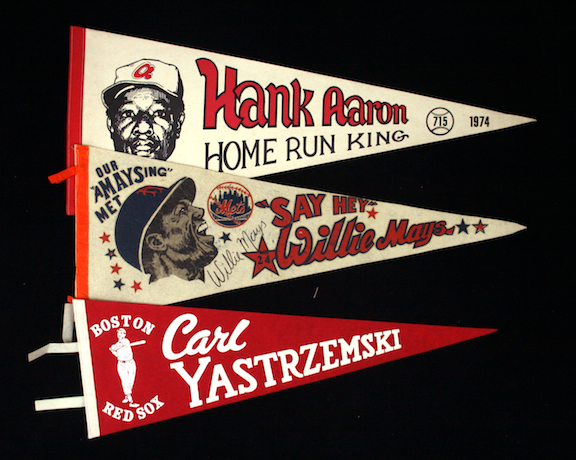 a
Hank Aaron
HOME RUN KING
715
1974
OUR
"AMAYSING"
MET
Mets
"SAY HEY"
24 Willie Mays
Willie Mays
BOSTON
RED SOX
Carl
YASTRZEMSKI